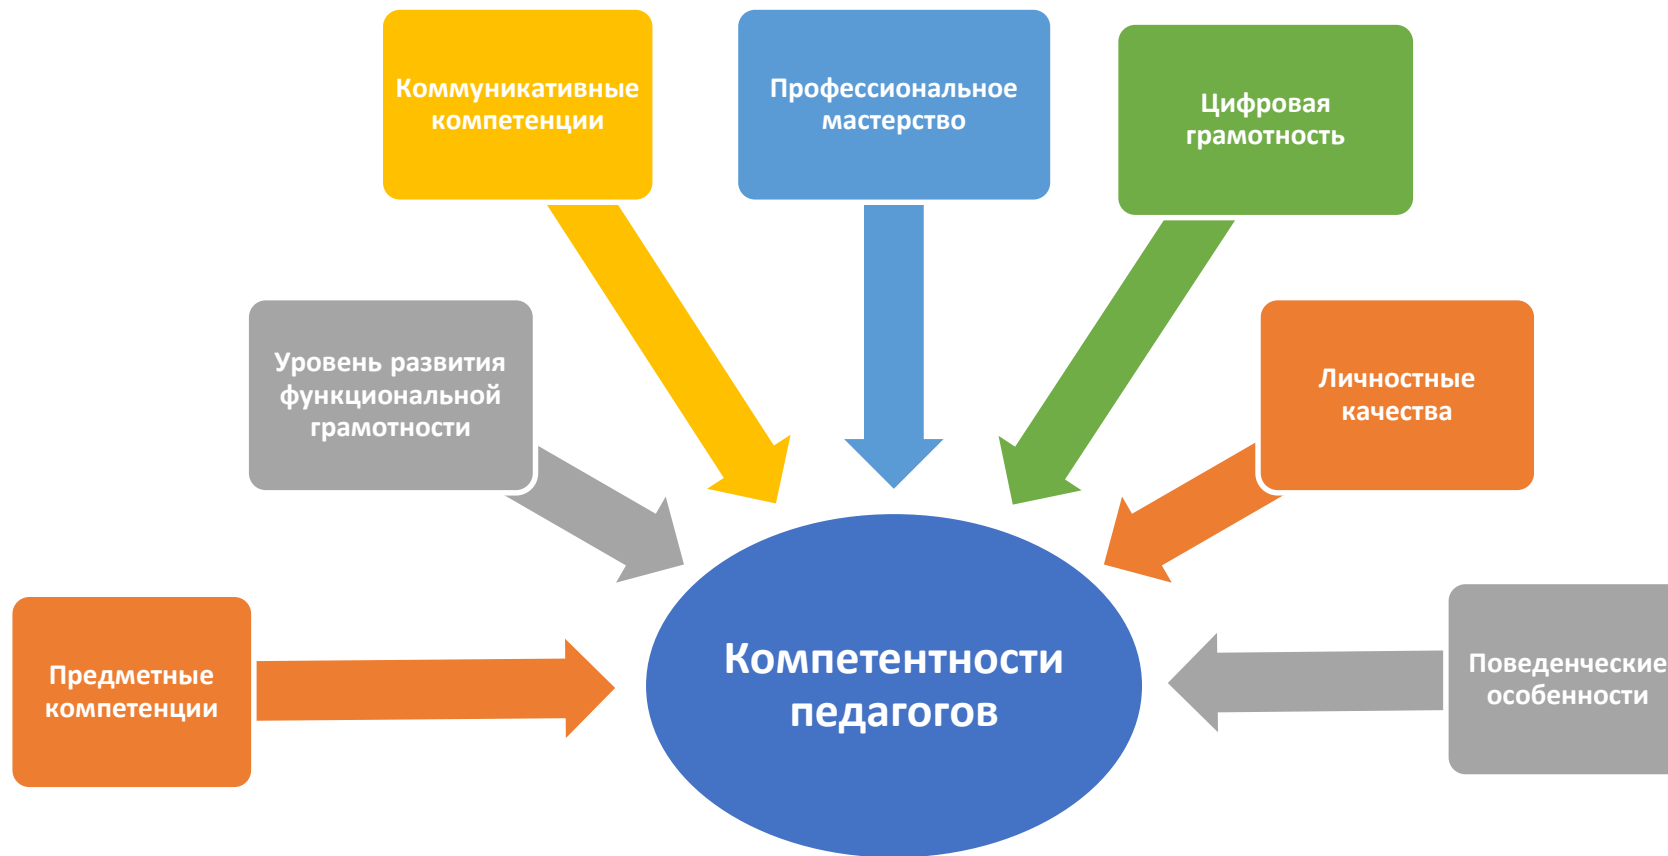 Коммуникативные
компетенции
Профессиональное
мастерство
Цифровая
грамотность
Уровень развития
функциональной
грамотности
Личностные
качества
Предметные
компетенции
Компетентности
педагогов
Поведенческие
особенности